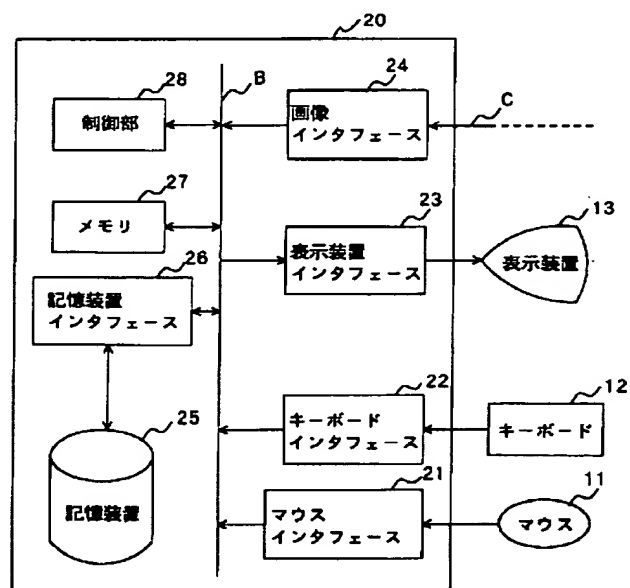 20
28
制御部
B
24
画像
インタフェース
C
27
メモリ
23
表示装置
インタフェース
13
表示装置
26
記憶装置
インタフェース
22
キーボード
インタフェース
12
キーボード
25
記憶装置
21
マウス
インタフェース
11
マウス